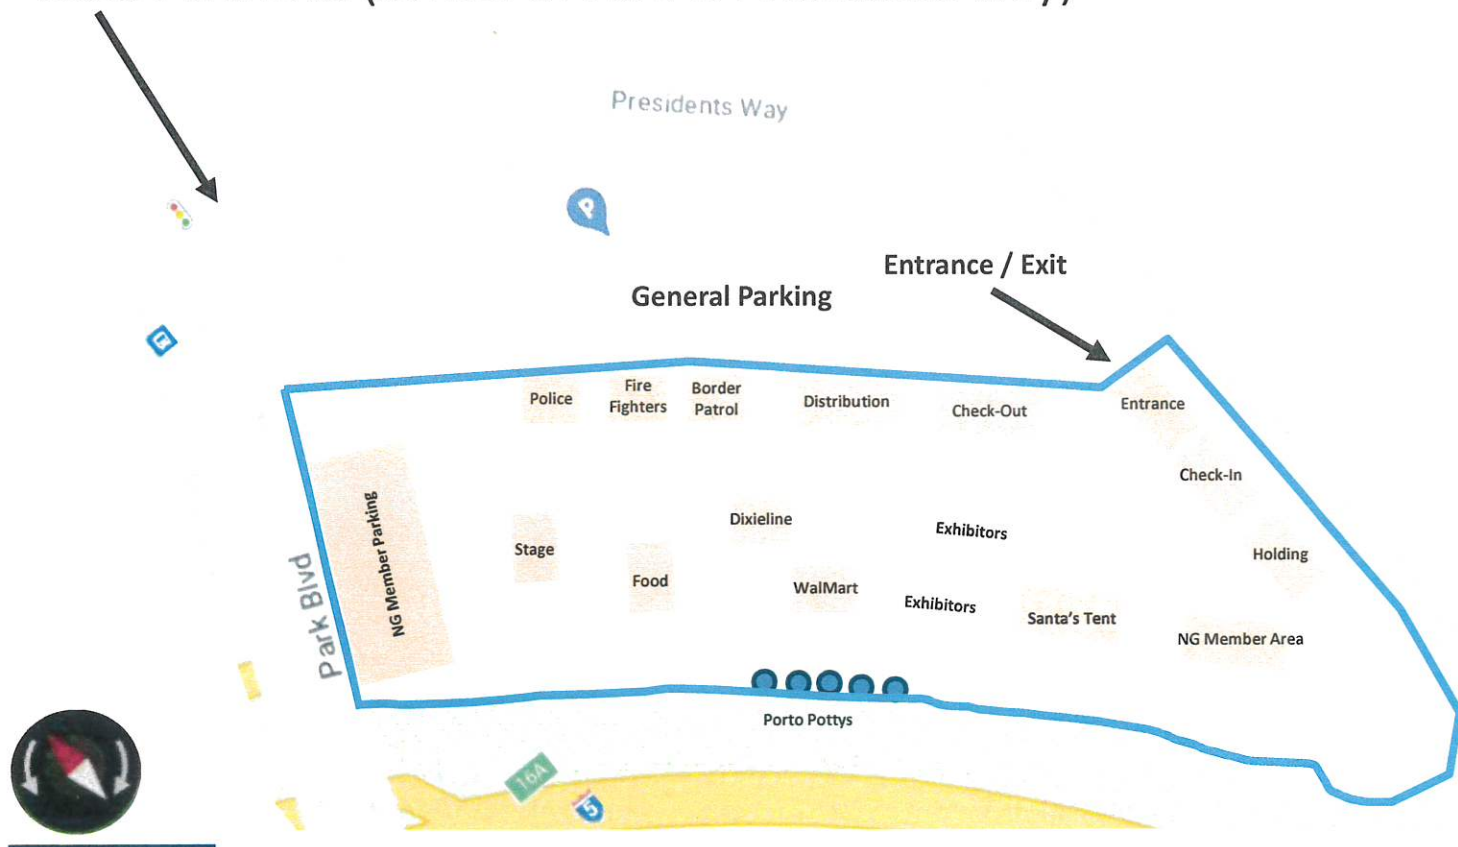 Presidents Way
P
Entrance / Exit
General Parking
Police
Fire
Fighters
Border
Patrol
Distribution
Check-Out
Entrance
Check-In
NG Member Parking
Stage
Food
Dixieline
WalMart
Exhibitors
Exhibitors
Santa's Tent
Holding
NG Member Area
Park Blvd
Porto Pottys
16A
5